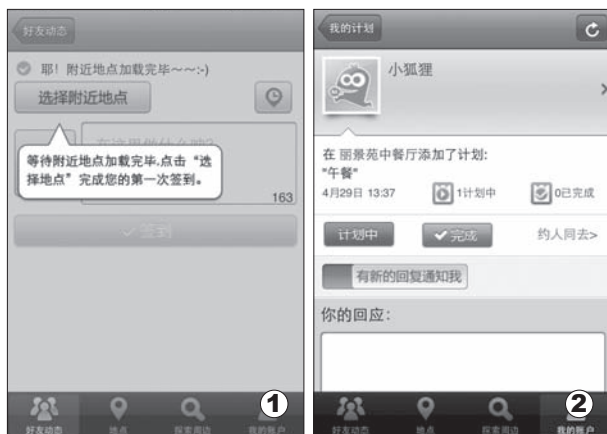 好友动态
耶！附近地点加载完毕~~:-)
选择附近地点
在这里做什么呢?
等待附近地点加载完毕,点击“选
择地点”完成您的第一次签到。
163
签到
好友动态
地点
探索周边
我的账户
1
我的计划
小狐狸
在 丽景苑中餐厅添加了计划:
"午餐"
4月29日 13:37
1计划中
0已完成
计划中
完成
约人同去>
有新的回复通知我
你的回应:
好友动态
地点
探索周边
我的账户
2